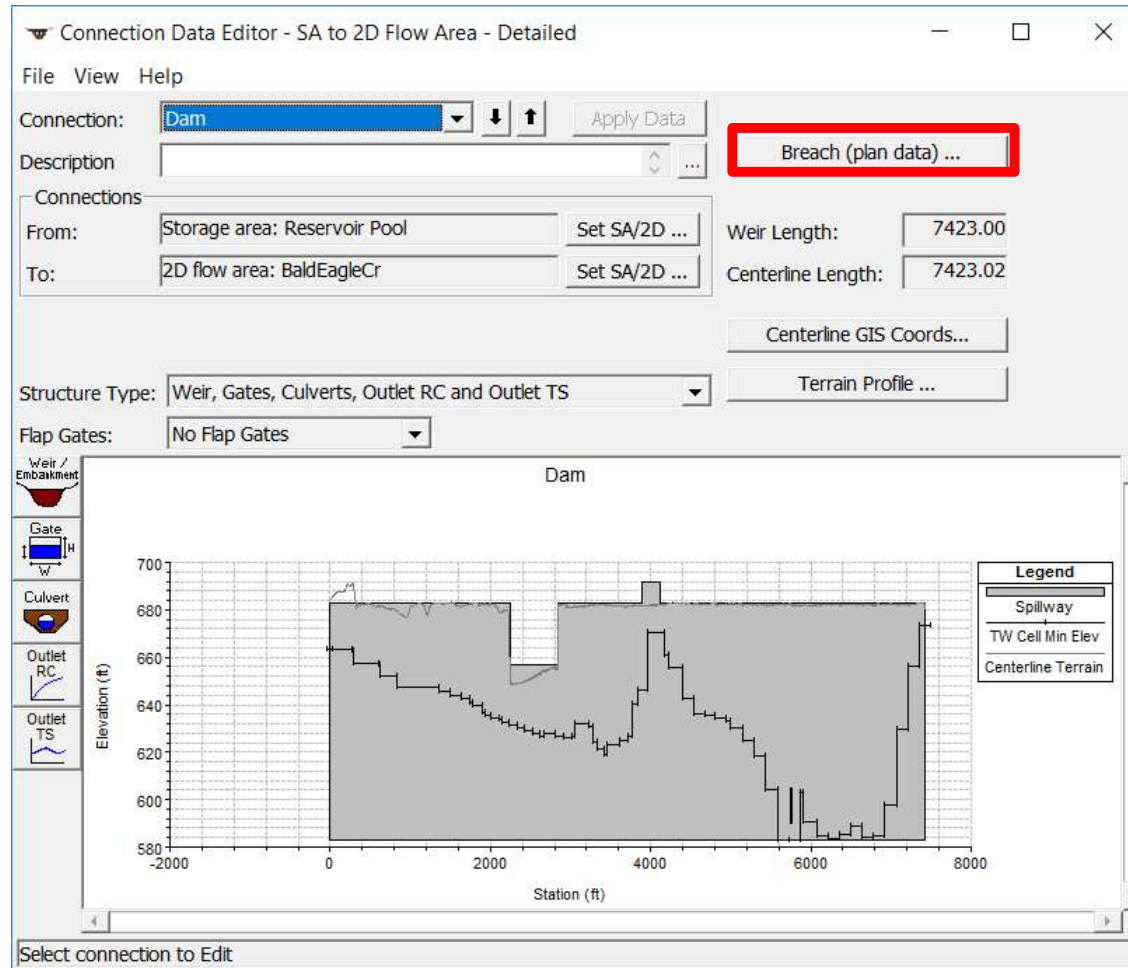 Connection Data Editor - SA to 2D Flow Area - Detailed
File View Help
Connection: Dam Apply Data
Breach (plan data) ...
Description ...
Connections
From: Storage area: Reservoir Pool Set SA/2D ... Weir Length: 7423.00
To: 2D flow area: BaldEagleCr Set SA/2D ... Centerline Length: 7423.02
Centerline GIS Coords...
Structure Type: Weir, Gates, Culverts, Outlet RC and Outlet TS Terrain Profile ...
Flap Gates: No Flap Gates
Weir /
Embankment
Gate
H
W
Culvert
Outlet
RC
Outlet
TS
Dam
700
680
660
640
620
600
580
Elevation (ft)
-2000 0 2000 4000 6000 8000
Station (ft)
Legend
Spillway
TW Cell Min Elev
Centerline Terrain
Select connection to Edit